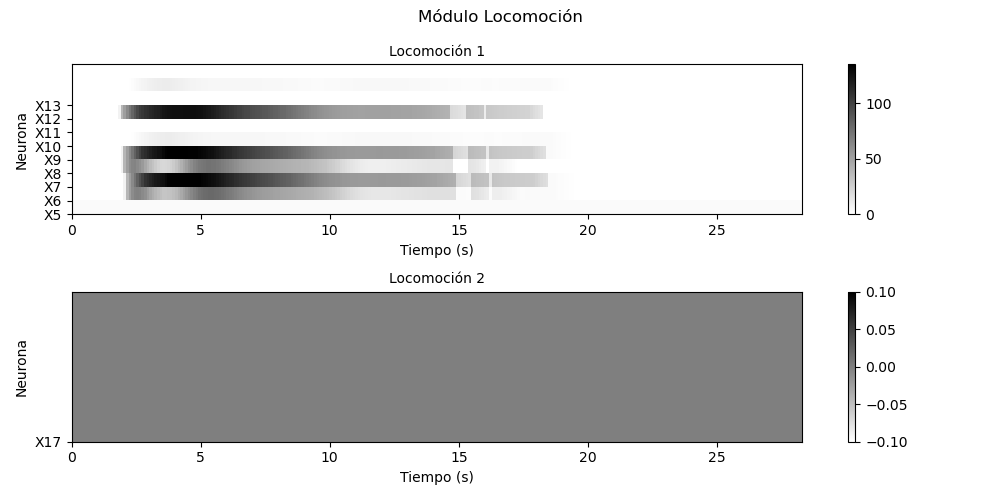 Módulo Locomoción
Locomoción 1
Neurona
X13
X12
X11
X10
X9
X8
X7
X6
X5
0 5 10 15 20 25
Tiempo (s)
100
50
0
Locomoción 2
Neurona
X17
0 5 10 15 20 25
Tiempo (s)
0.10
0.05
0.00
−0.05
−0.10